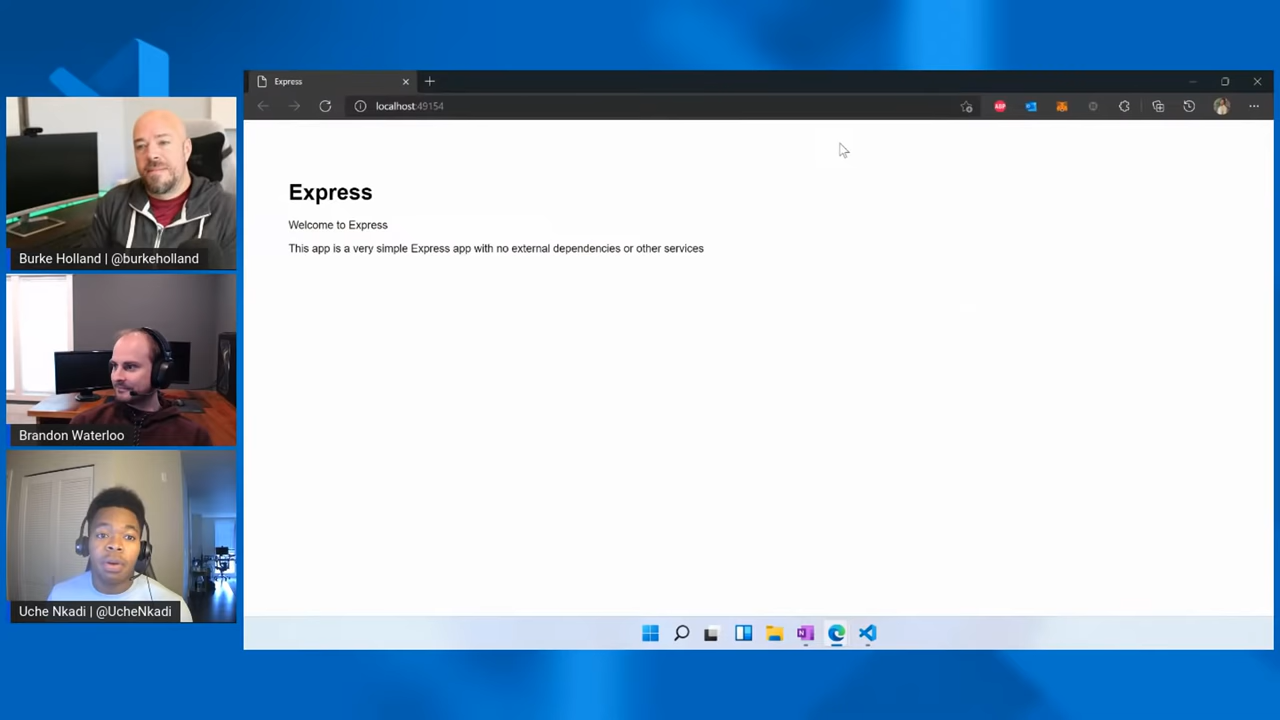 Express
localhost:49154
ABP
Express
Welcome to Express
This app is a very simple Express app with no external dependencies or other services
Burke Holland | @burkeholland
Brandon Waterloo
Uche Nkadi | @UcheNkadi
N